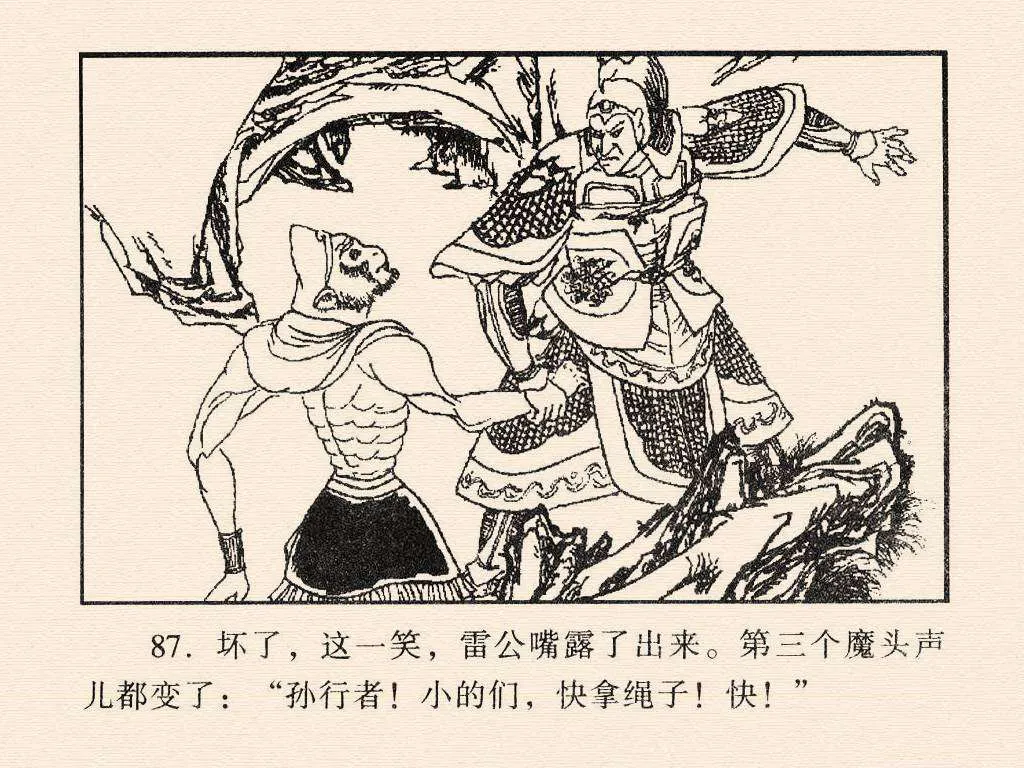 87. 坏了，这一笑，雷公嘴露了出来。第三个魔头声
儿都变了：“孙行者！小的们，快拿绳子！快！”